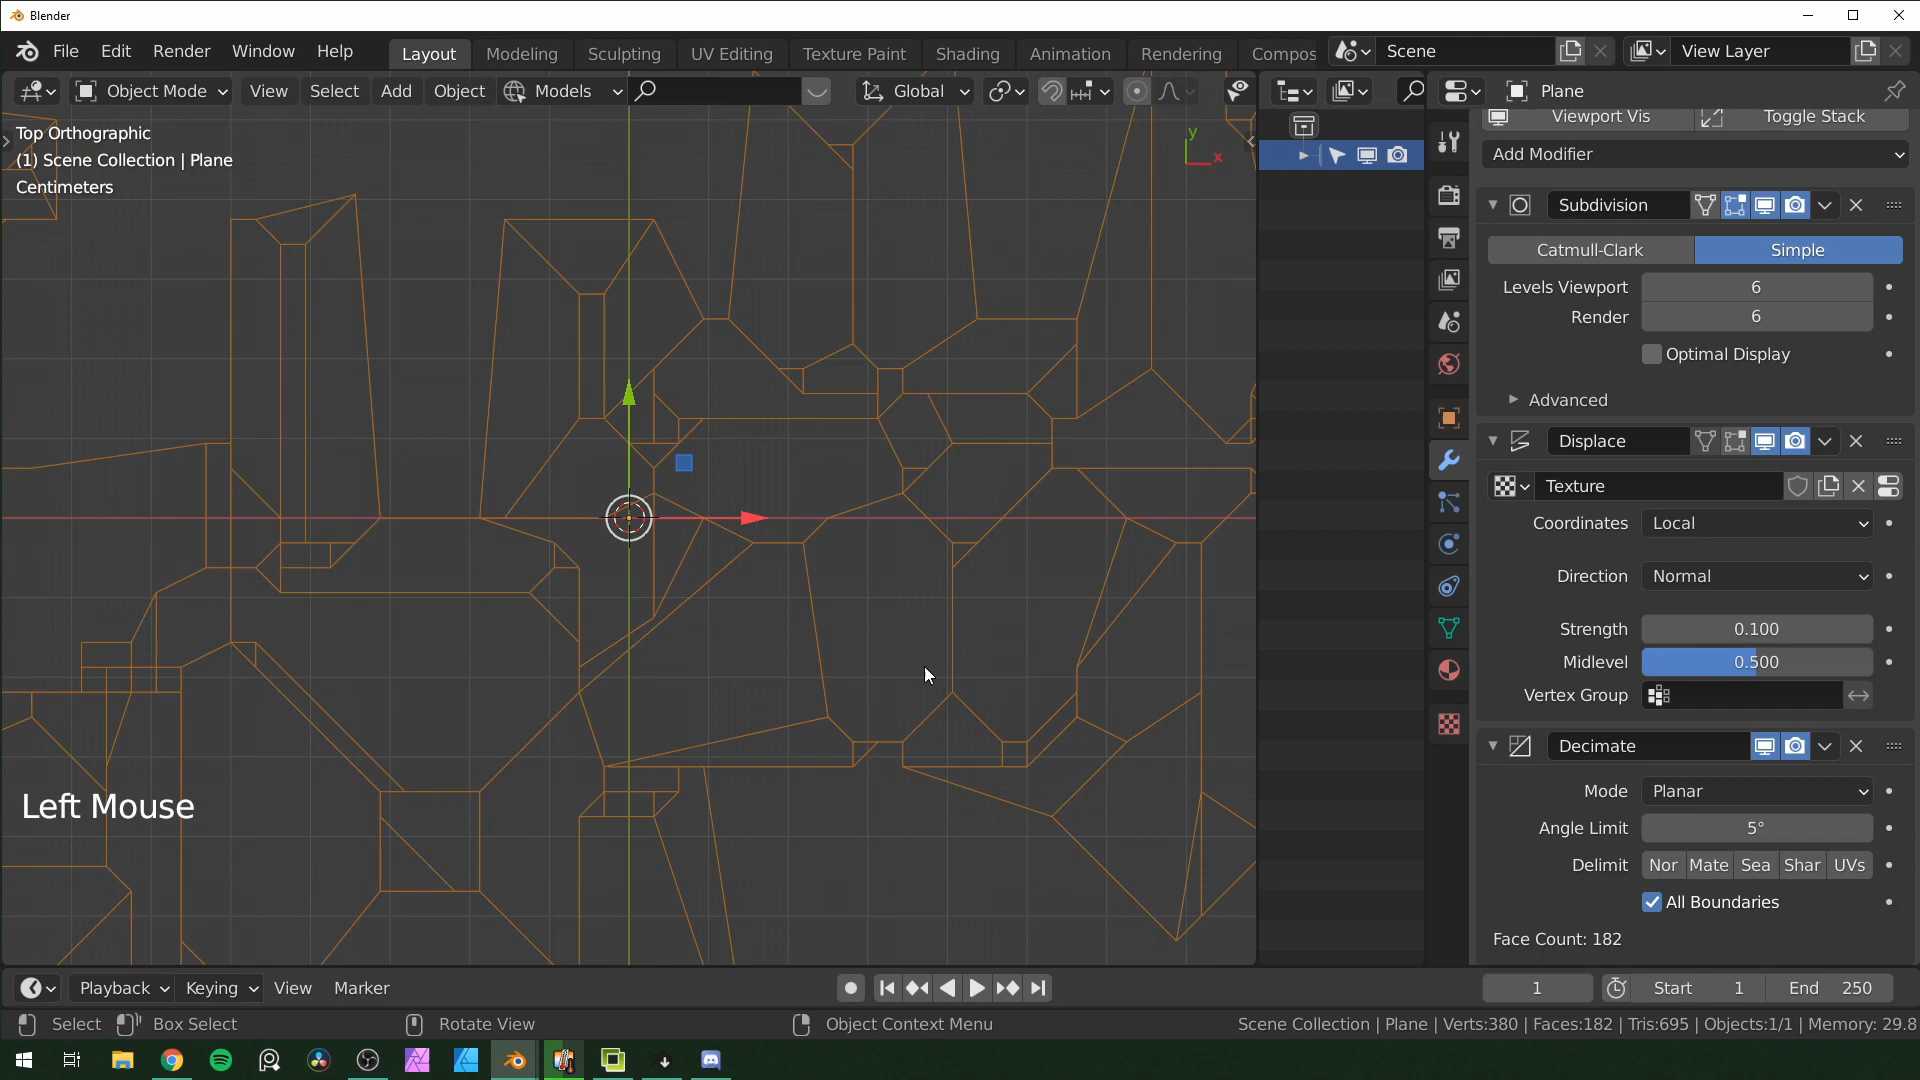 Blender
File Edit Render Window Help
Layout Modeling Sculpting UV Editing Texture Paint Shading Animation Rendering Compos
Scene
View Layer
Object Mode View Select Add Object Models Global
Plane
Top Orthographic
(1) Scene Collection | Plane
Centimeters
y
x
Viewport Vis Toggle Stack
Add Modifier
Subdivision
Catmull-Clark Simple
Levels Viewport 6
Render 6
Optimal Display
Advanced
Displace
Texture
Coordinates Local
Direction Normal
Strength 0.100
Midlevel 0.500
Vertex Group
Decimate
Mode Planar
Angle Limit 5°
Delimit Nor Mate Sea Shar UVs
All Boundaries
Face Count: 182
Left Mouse
Playback Keying View Marker
1 Start 1 End 250
Select Box Select Rotate View Object Context Menu
Scene Collection | Plane | Verts:380 | Faces:182 | Tris:695 | Objects:1/1 | Memory: 29.8